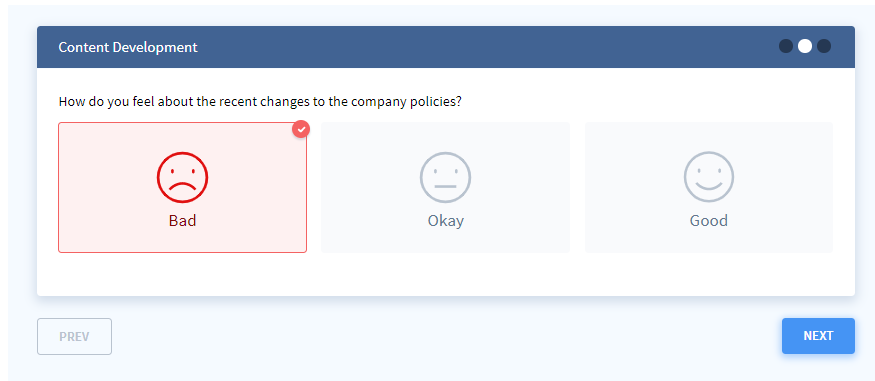 Content Development
How do you feel about the recent changes to the company policies?
Bad
Okay
Good
PREV
NEXT